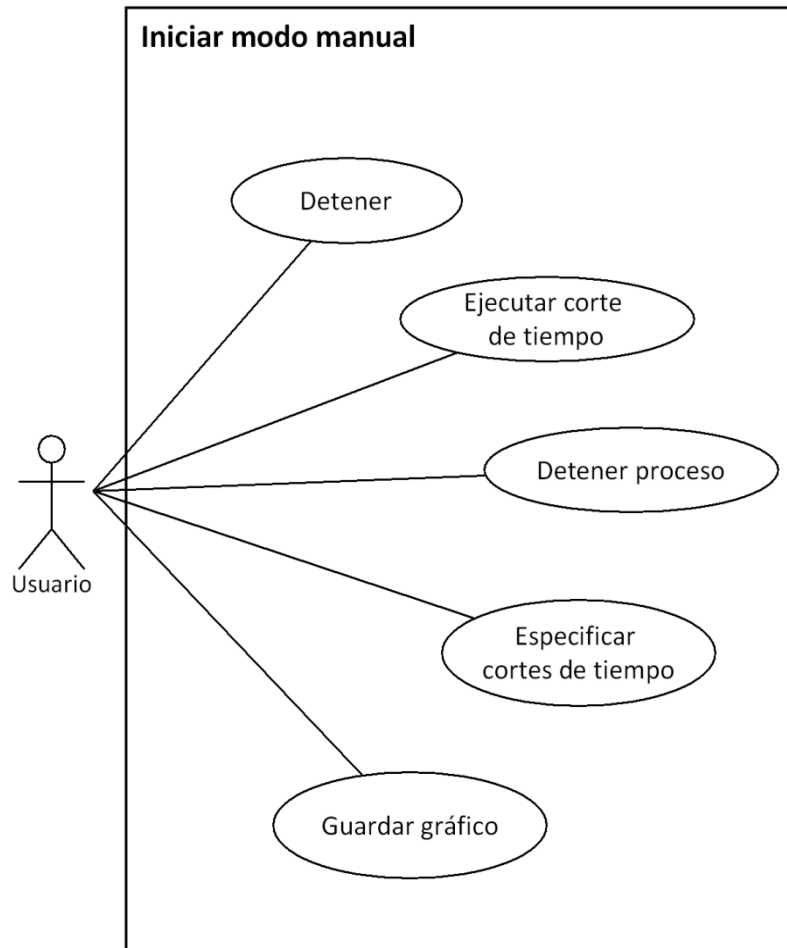 Iniciar modo manual
Detener
Ejecutar corte
de tiempo
Detener proceso
Usuario
Especificar
cortes de tiempo
Guardar gráfico